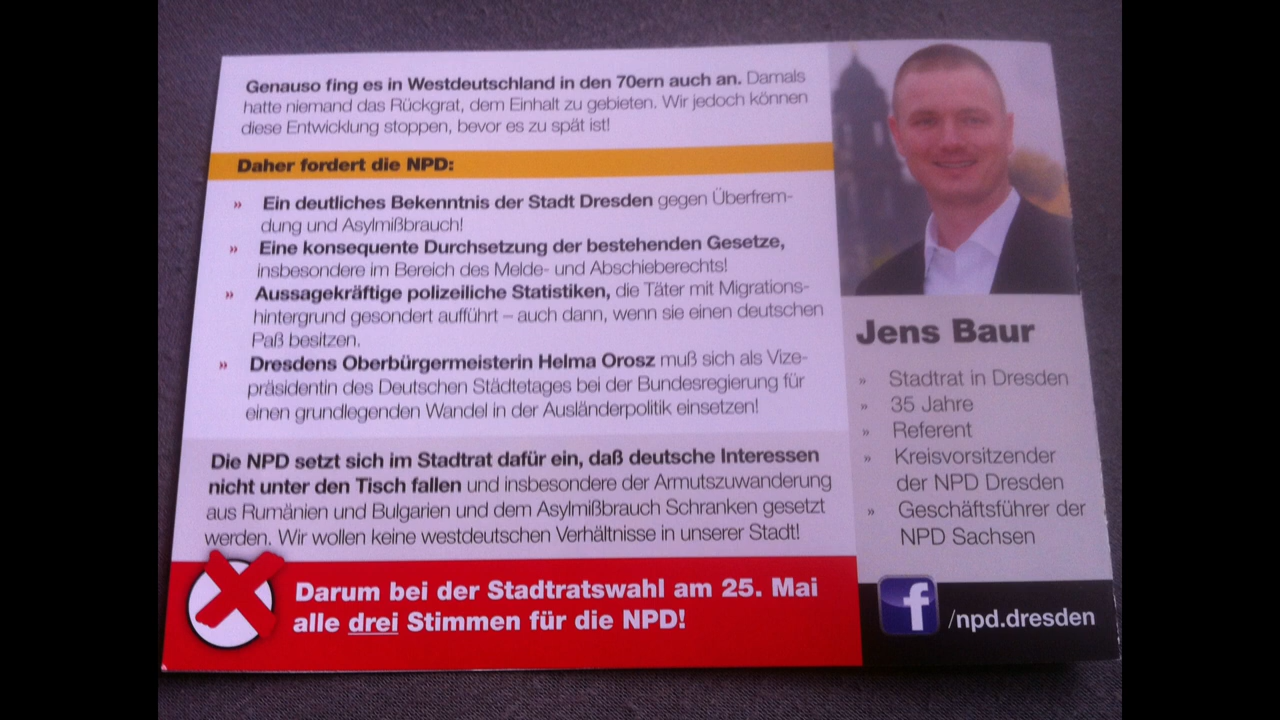 Genauso fing es in Westdeutschland in den 70ern auch an. Damals
hatte niemand das Rückgrat, dem Einhalt zu gebieten. Wir jedoch können
diese Entwicklung stoppen, bevor es zu spät ist!
Daher fordert die NPD:
» Ein deutliches Bekenntnis der Stadt Dresden gegen Überfrem-
dung und Asylmißbrauch!
» Eine konsequente Durchsetzung der bestehenden Gesetze,
insbesondere im Bereich des Melde- und Abschieberechts!
» Aussagekräftige polizeiliche Statistiken, die Täter mit Migrations-
hintergrund gesondert aufführt – auch dann, wenn sie einen deutschen
Paß besitzen.
» Dresdens Oberbürgermeisterin Helma Orosz muß sich als Vize-
präsidentin des Deutschen Städtetages bei der Bundesregierung für
einen grundlegenden Wandel in der Ausländerpolitik einsetzen!
Die NPD setzt sich im Stadtrat dafür ein, daß deutsche Interessen
nicht unter den Tisch fallen und insbesondere der Armutszuwanderung
aus Rumänien und Bulgarien und dem Asylmißbrauch Schranken gesetzt
werden. Wir wollen keine westdeutschen Verhältnisse in unserer Stadt!
Darum bei der Stadtratswahl am 25. Mai
alle drei Stimmen für die NPD!
Jens Baur
» Stadtrat in Dresden
» 35 Jahre
» Referent
» Kreisvorsitzender
der NPD Dresden
» Geschäftsführer der
NPD Sachsen
f /npd.dresden